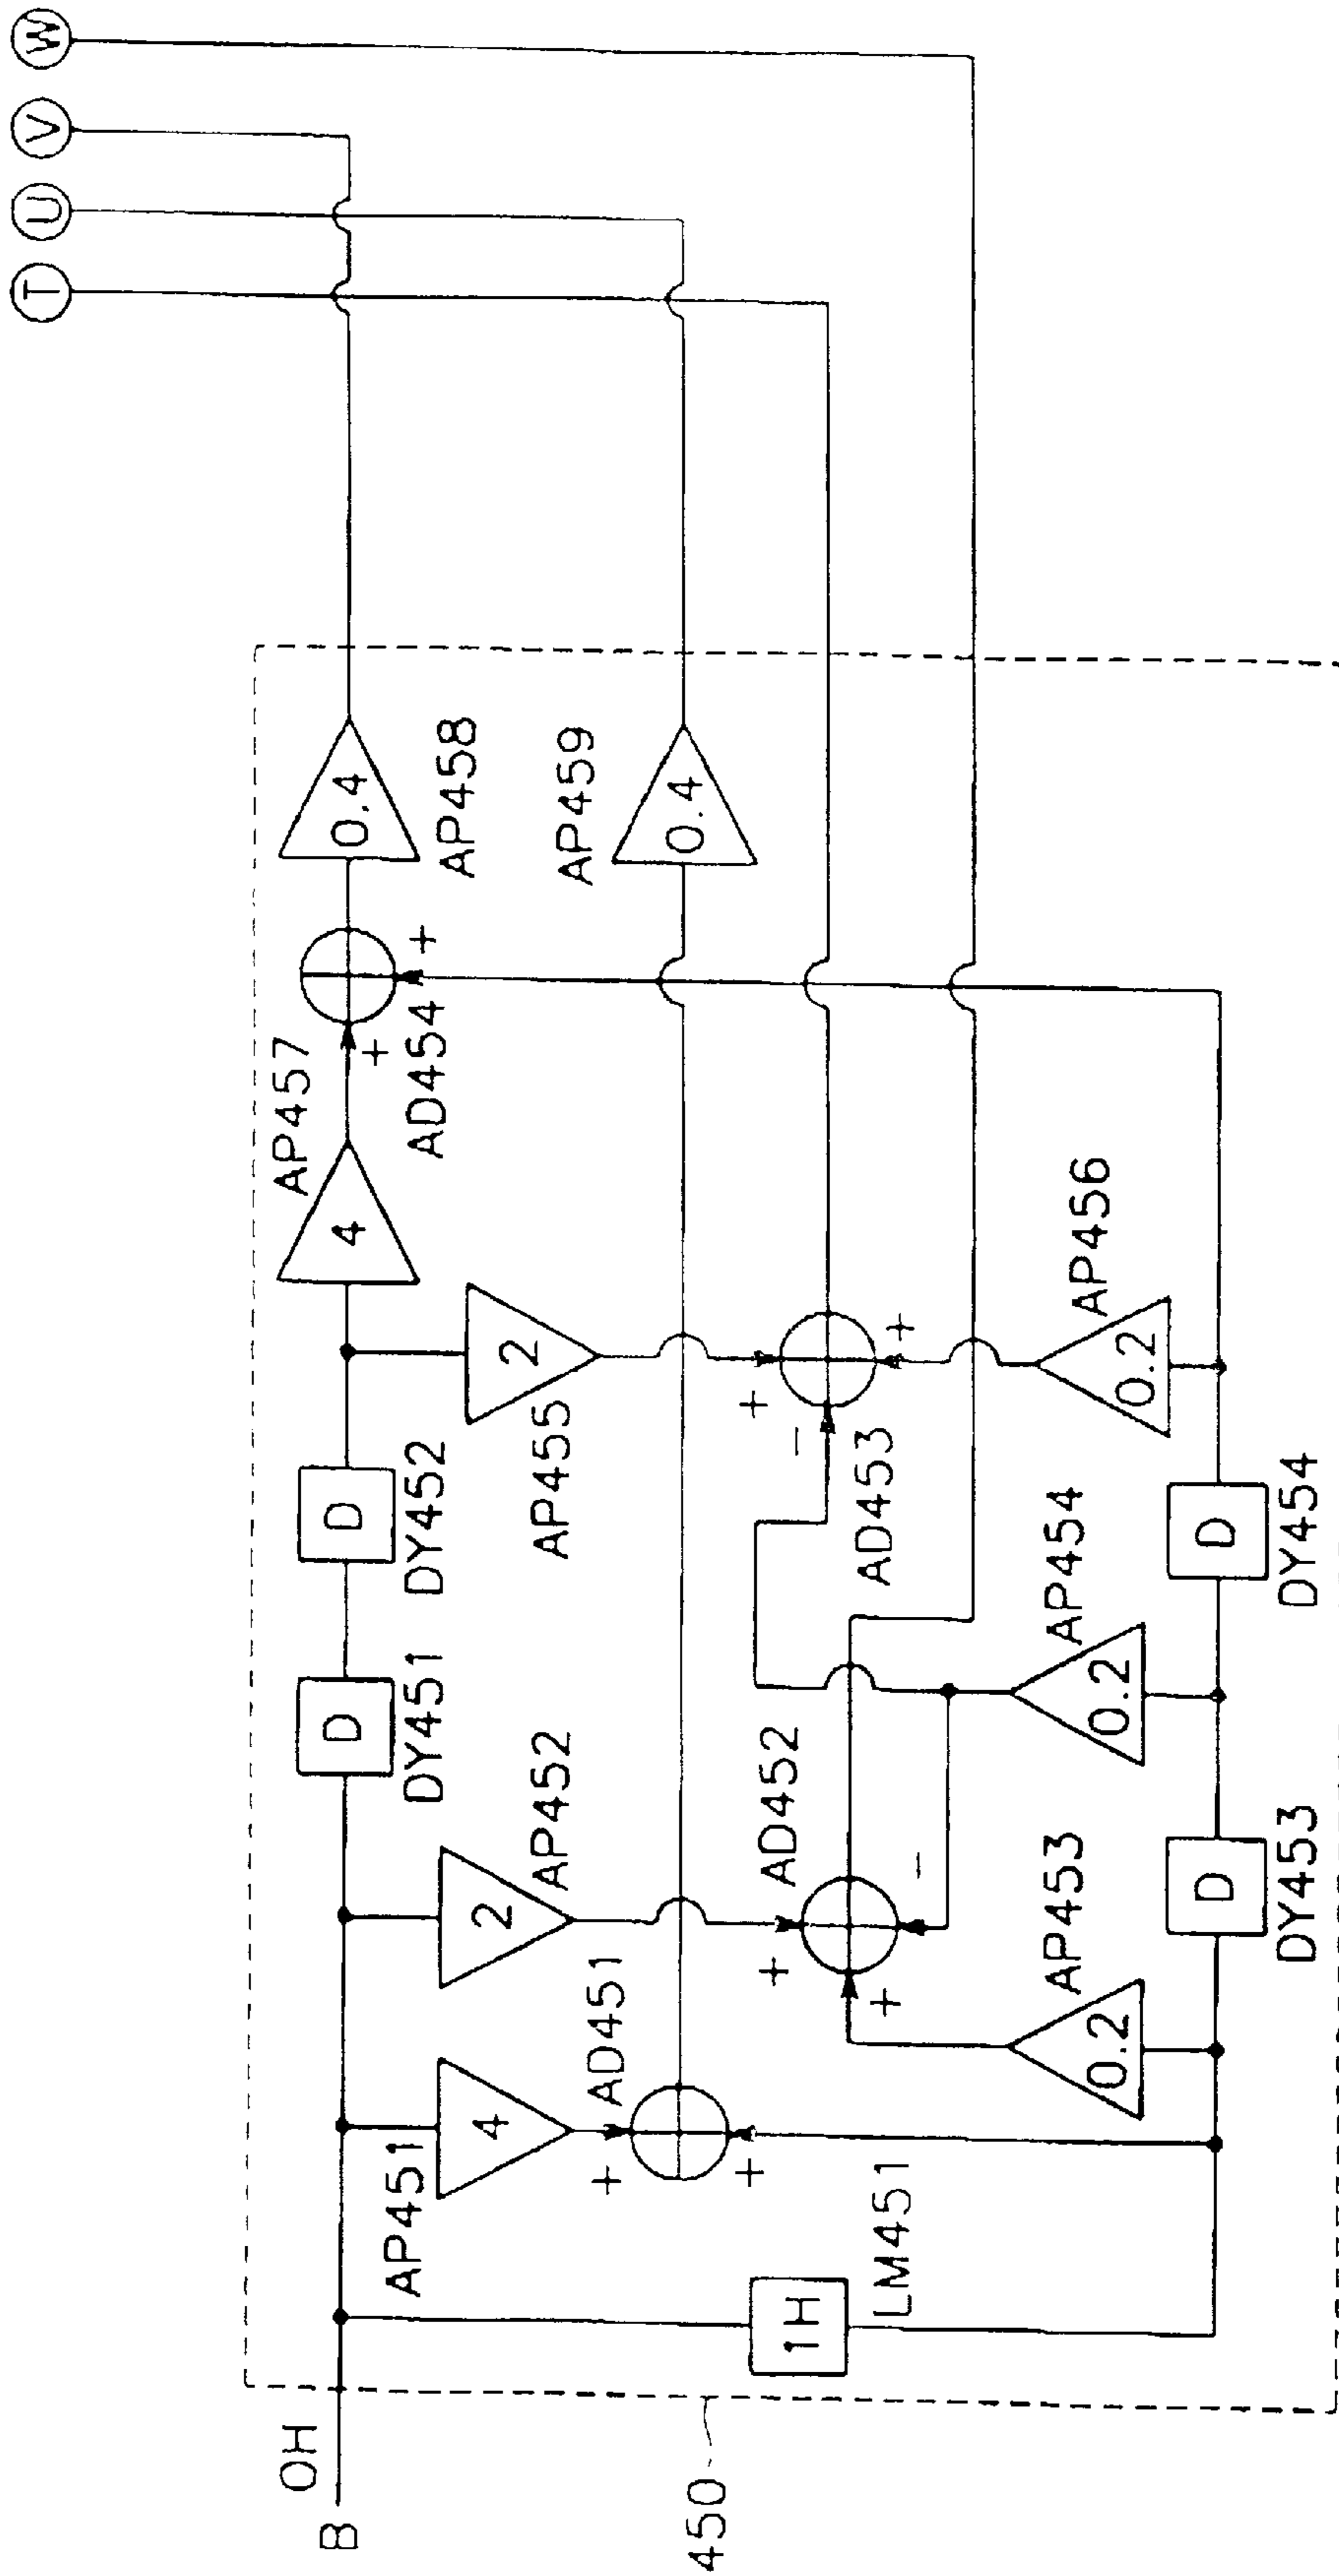 T
U
V
W
B
OH
450
AP451
4
AD451
+
+
AP452
2
DY451
D
DY452
D
AP455
2
AP457
4
+
AD454
+
0.4
AP458
AP459
0.4
AD452
+
+
-
AD453
+
-
+
1H
LM451
AP453
0.2
AP454
0.2
AP456
0.2
D
DY453
D
DY454